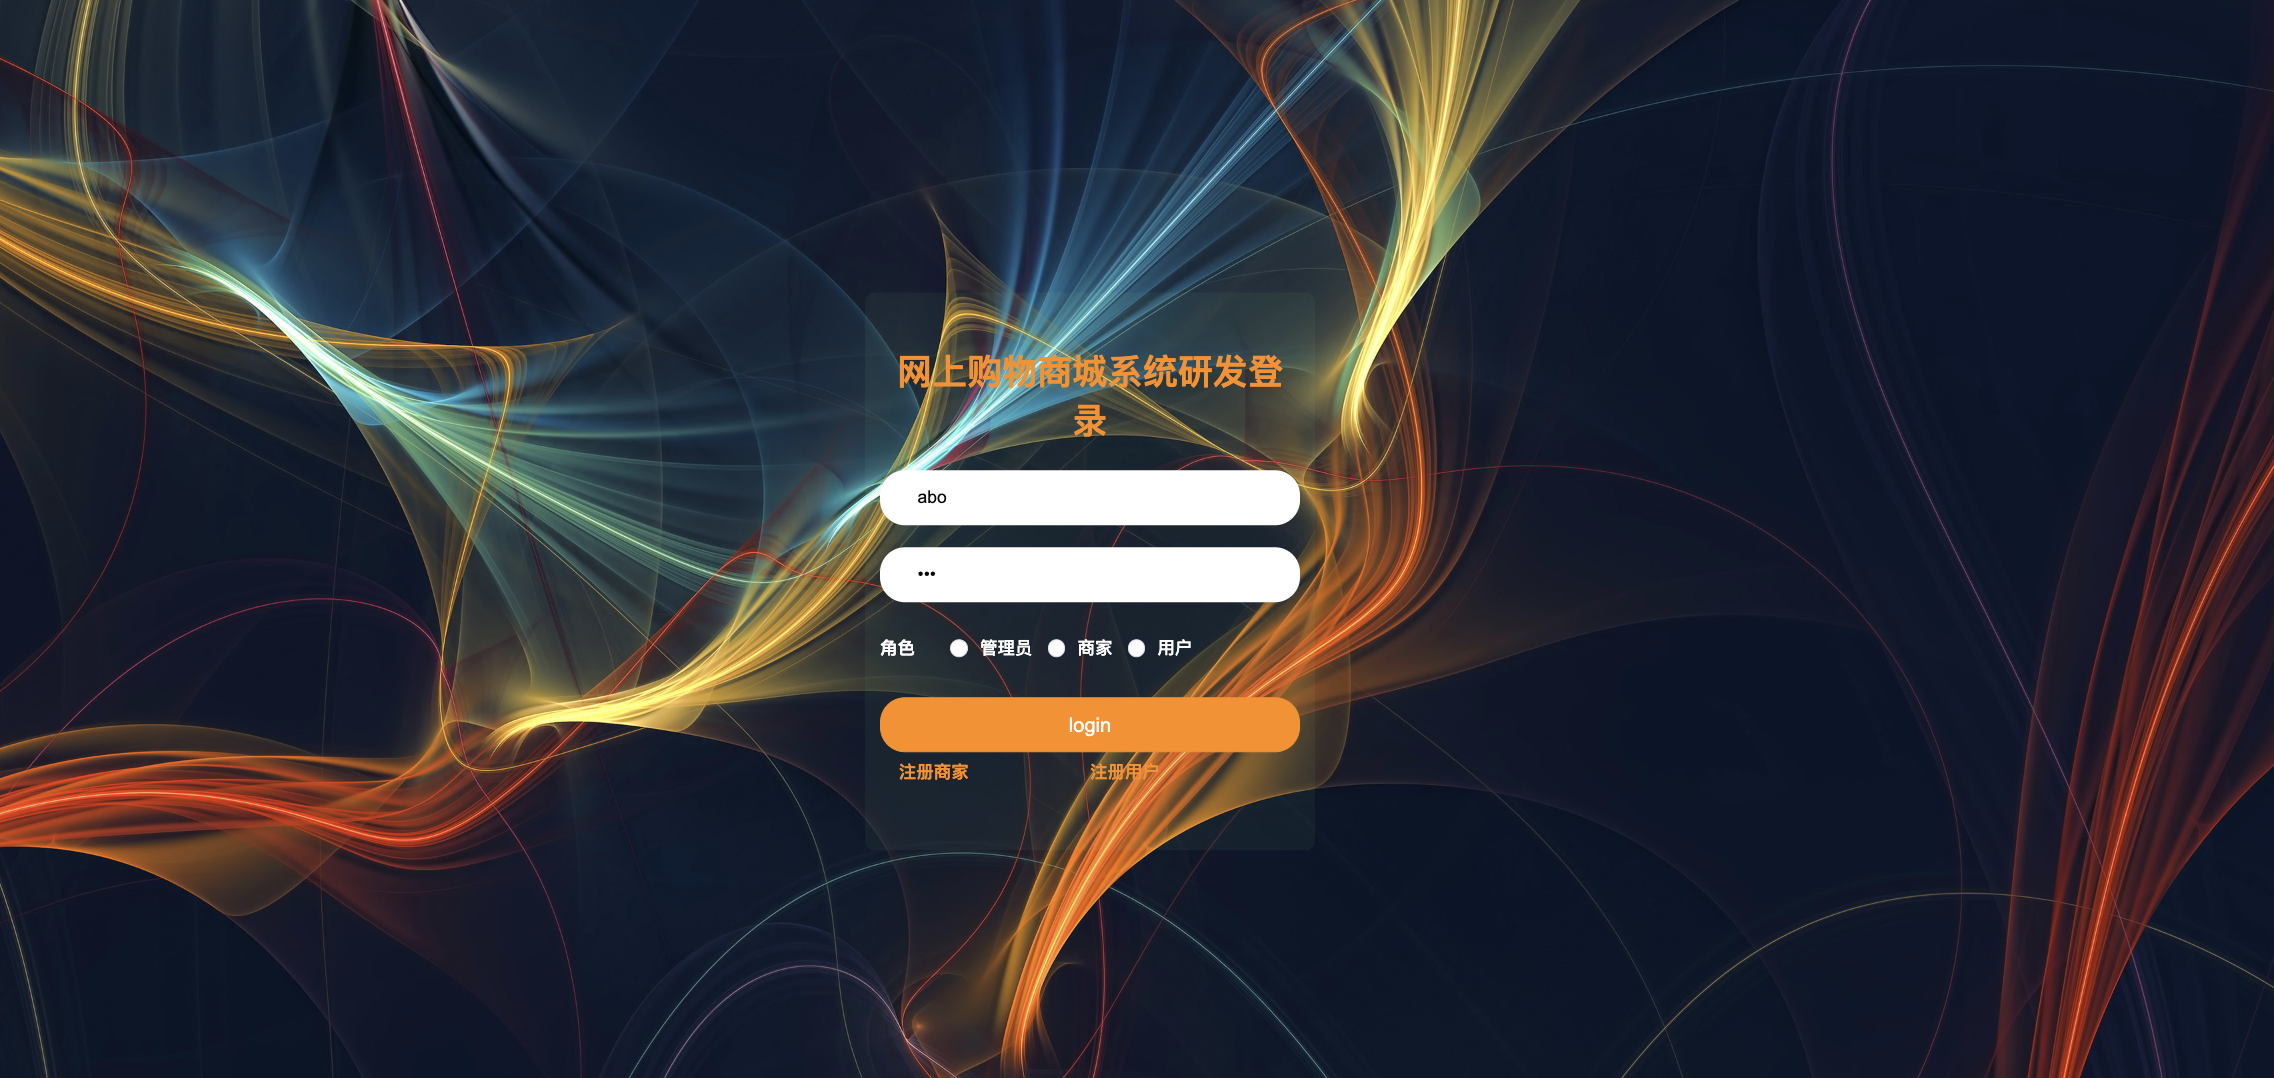 网上购物商城系统研发登
录
abo
•••
角色 管理员 商家 用户
login
注册商家 注册用户